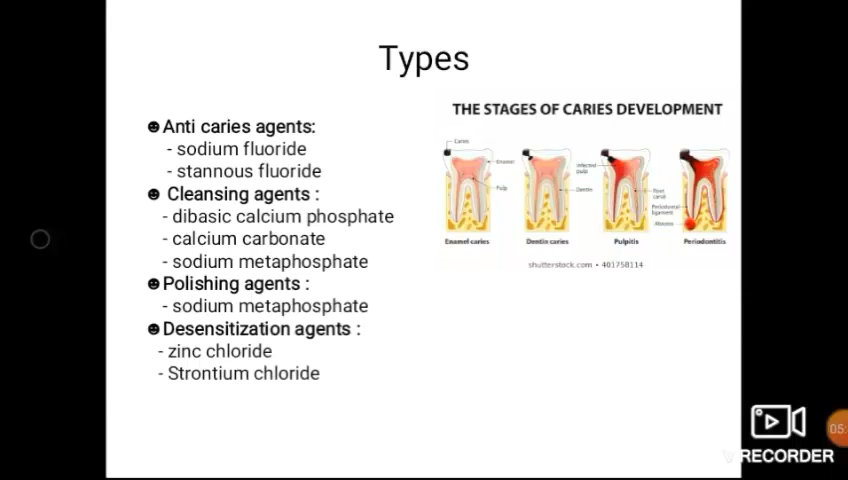 Types
THE STAGES OF CARIES DEVELOPMENT
☻Anti caries agents:
- sodium fluoride
- stannous fluoride
☻ Cleansing agents :
- dibasic calcium phosphate
- calcium carbonate
- sodium metaphosphate
☻Polishing agents :
- sodium metaphosphate
☻Desensitization agents :
- zinc chloride
- Strontium chloride
Caries
Enamel
Pulp
Dentin
Infected
pulp
Root
canal
Periodontal
ligament
Abscess
Enamel caries
Dentin caries
Pulpitis
Periodontitis
shutterstock.com • 401758114
05:
RECORDER